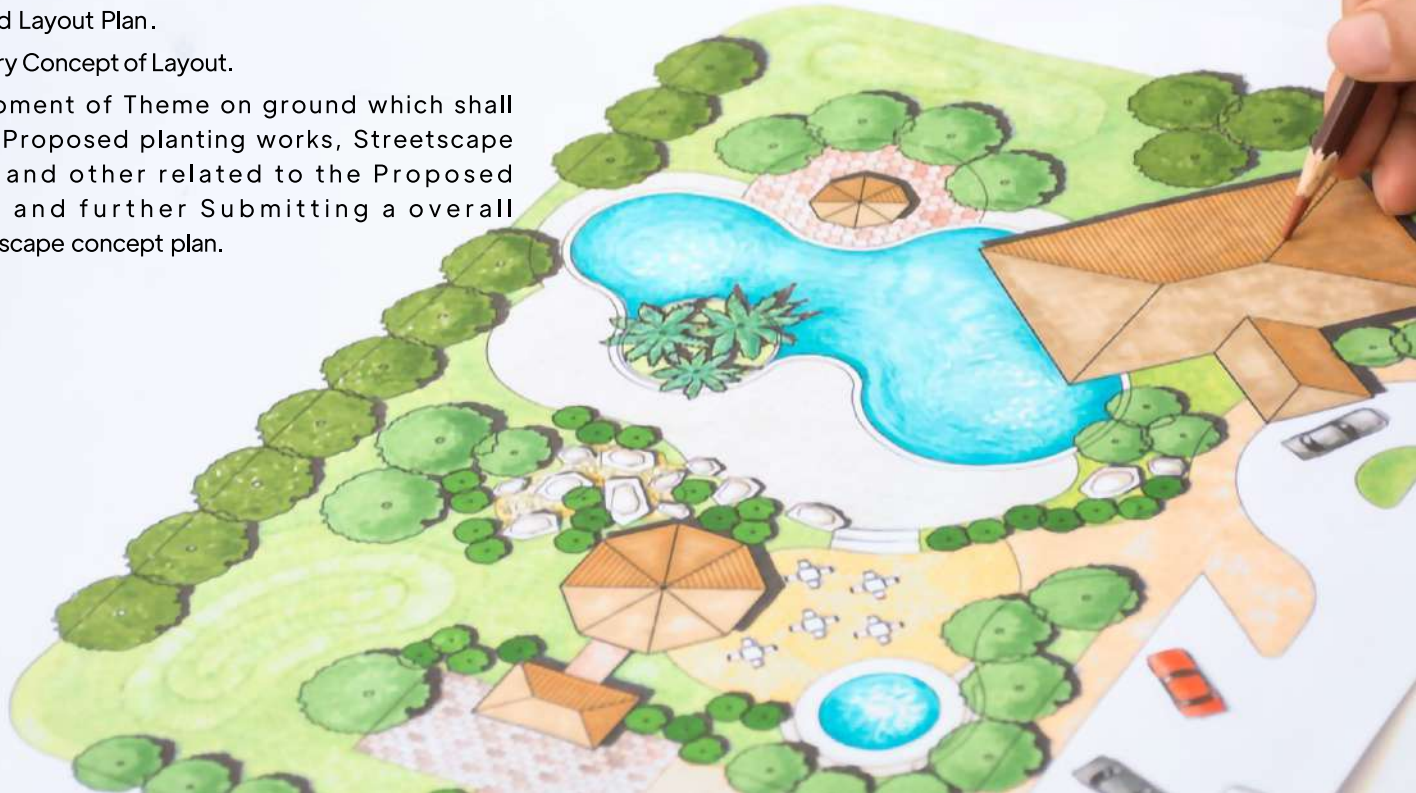 d Layout Plan.
ry Concept of Layout.
oment of Theme on ground which shall
Proposed planting works, Streetscape
and other related to the Proposed
and further Submitting a overall
scape concept plan.